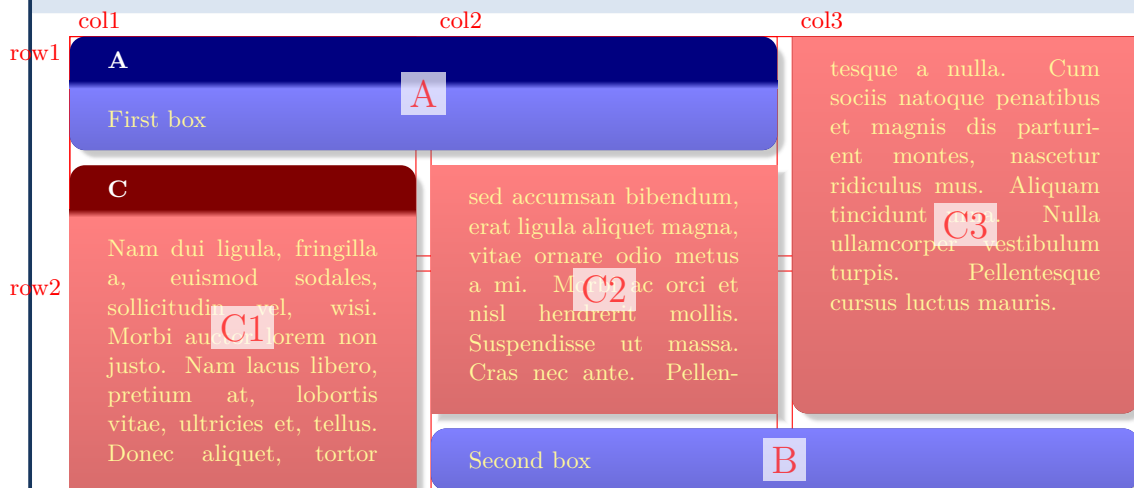 col1
col2
col3
row1
A
A
First box
C
Nam dui ligula, fringilla
a, euismod sodales,
sollicitudin vel, wisi.
Morbi auctor lorem non
justo. Nam lacus libero,
pretium at, lobortis
vitae, ultricies et, tellus.
Donec aliquet, tortor
C1
row2
sed accumsan bibendum,
erat ligula aliquet magna,
vitae ornare odio metus
a mi. Morbi ac orci et
nisl hendrerit mollis.
Suspendisse ut massa.
Cras nec ante. Pellen-
C2
tesque a nulla. Cum
sociis natoque penatibus
et magnis dis parturi-
ent montes, nascetur
ridiculus mus. Aliquam
tincidunt Nulla
ullamcorper vestibulum
turpis. Pellentesque
cursus luctus mauris.
C3
Second box
B